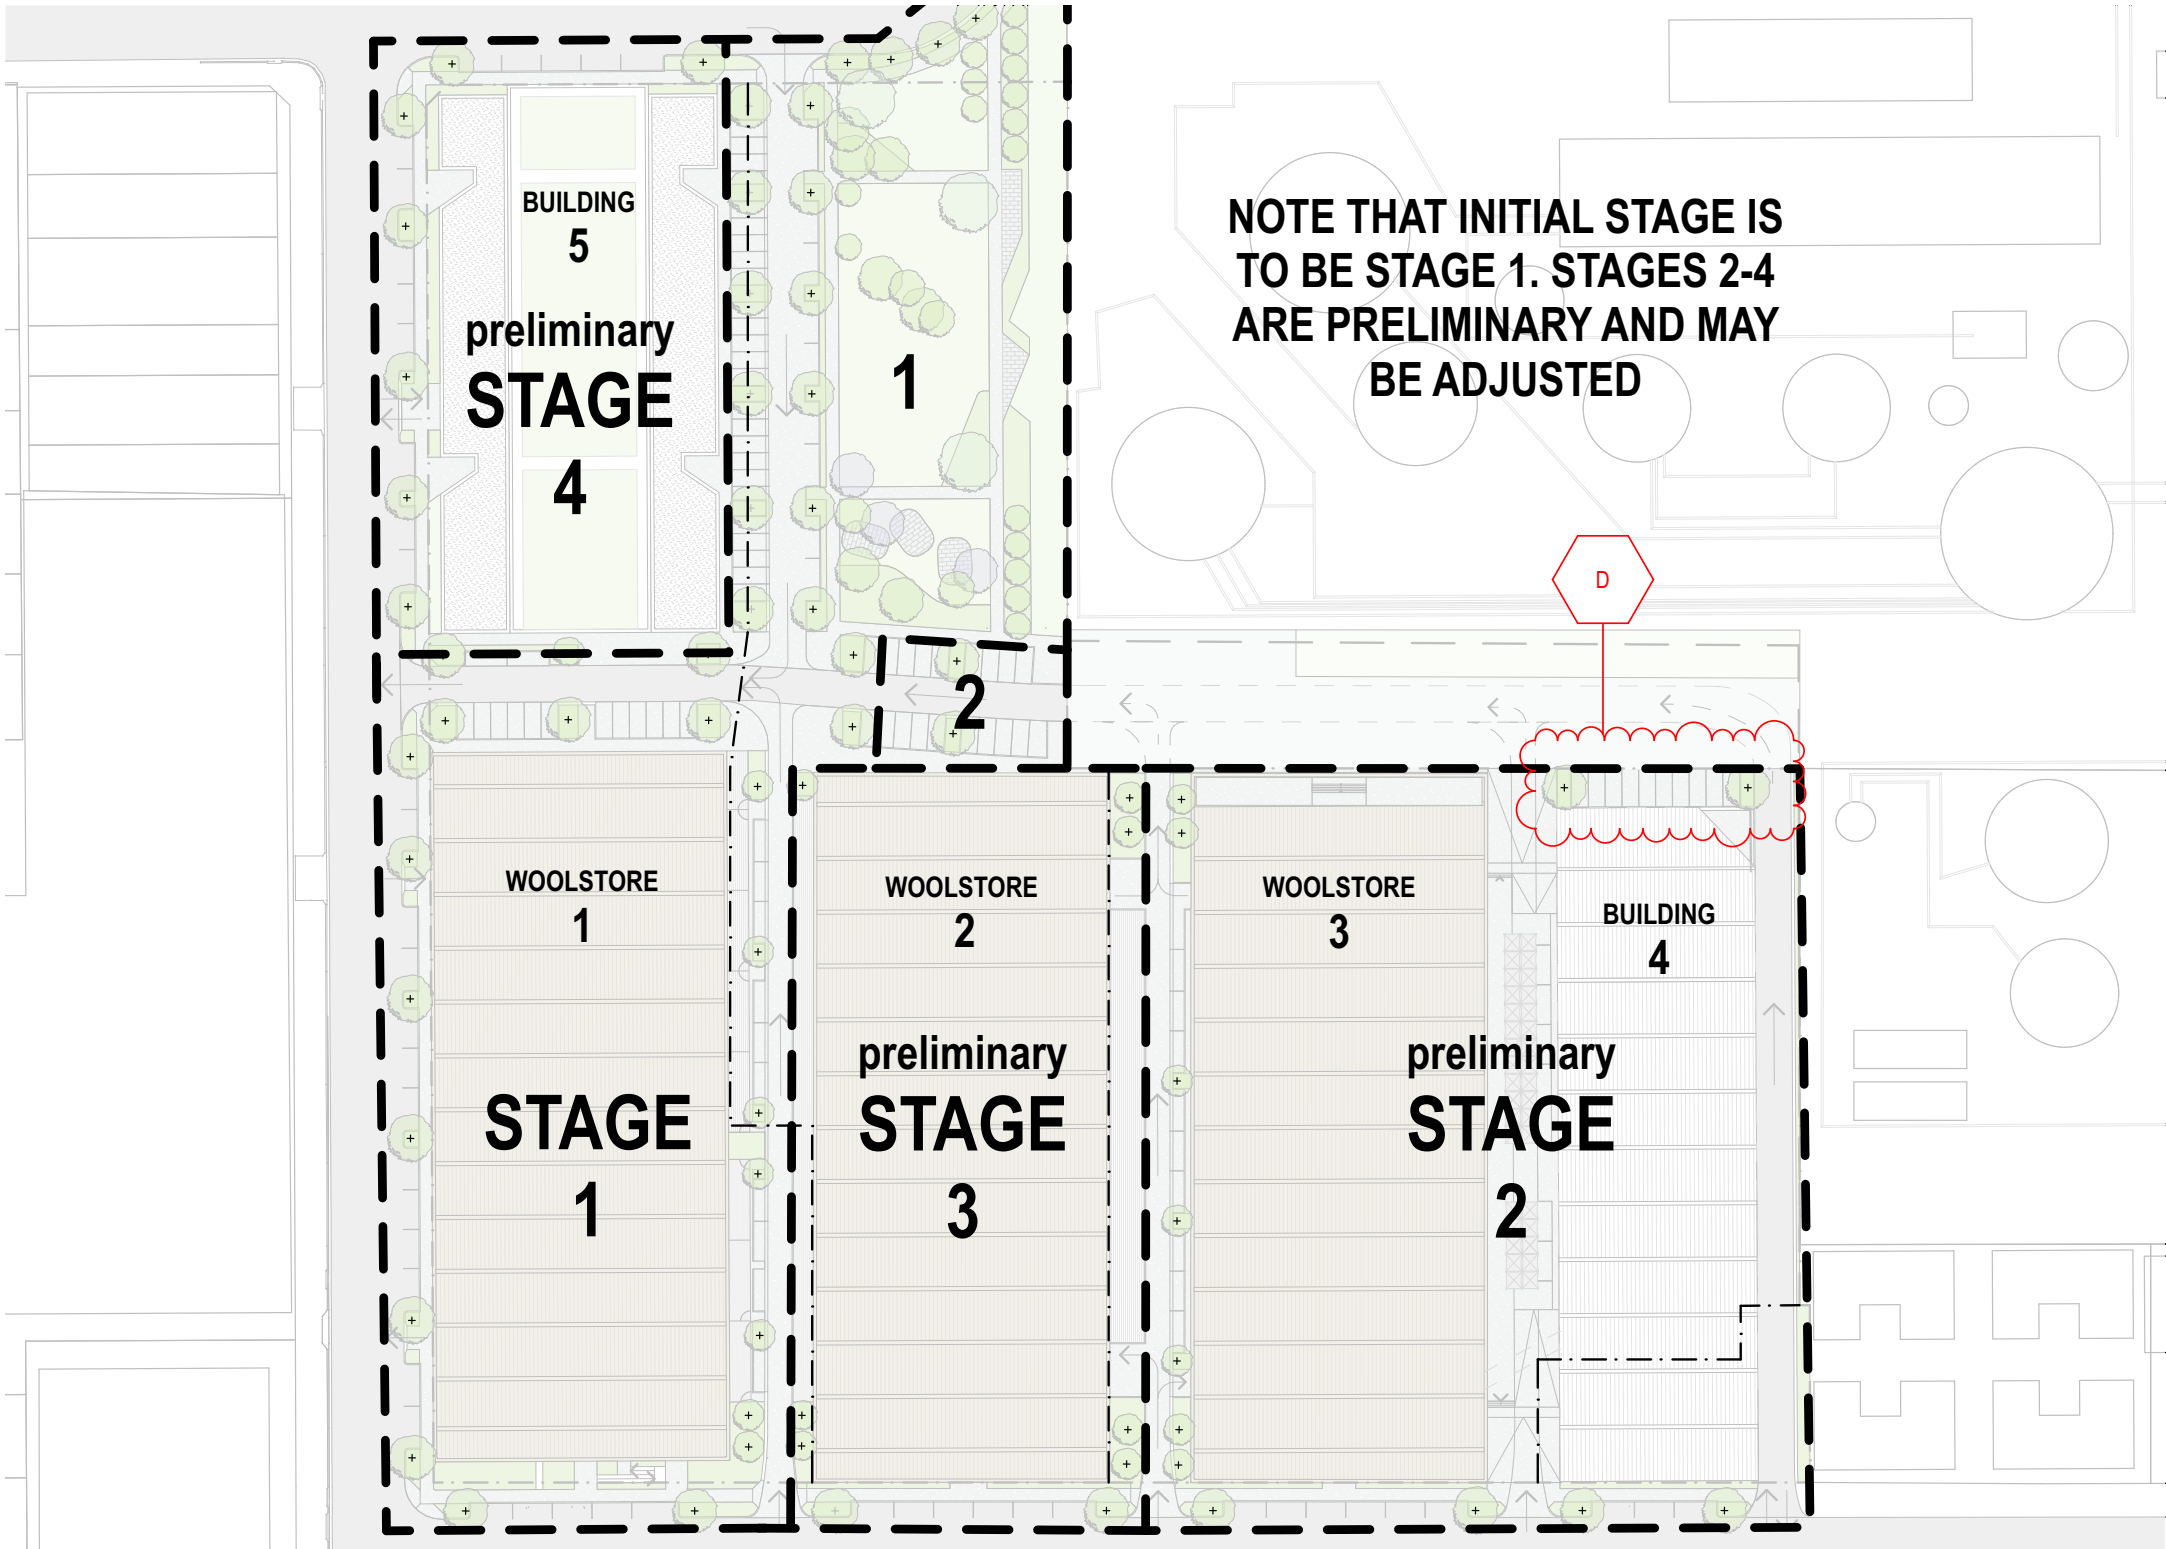 BUILDING
5
preliminary
STAGE
4
1
NOTE THAT INITIAL STAGE IS
TO BE STAGE 1. STAGES 2-4
ARE PRELIMINARY AND MAY
BE ADJUSTED
D
2
WOOLSTORE
1
STAGE
1
WOOLSTORE
2
preliminary
STAGE
3
WOOLSTORE
3
BUILDING
4
preliminary
STAGE
2